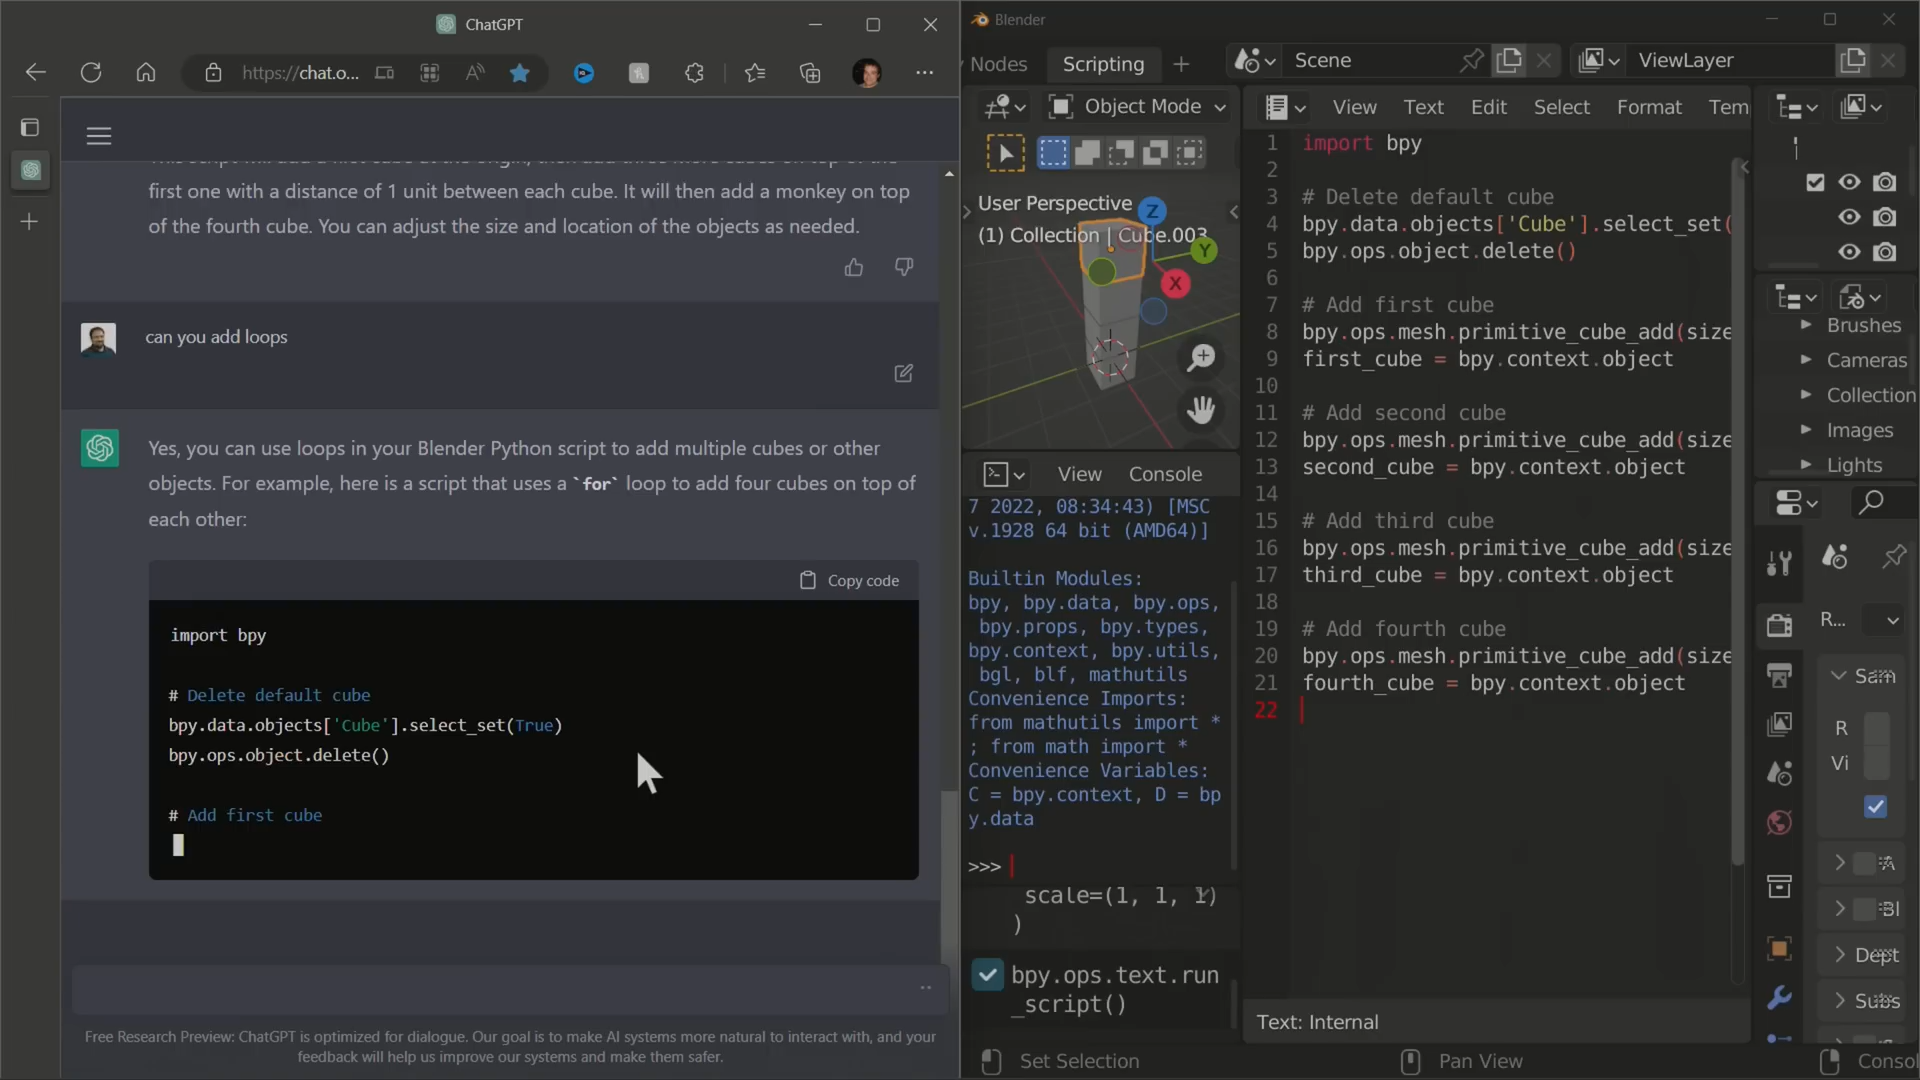 ChatGPT
https://chat.o...
first one with a distance of 1 unit between each cube. It will then add a monkey on top
of the fourth cube. You can adjust the size and location of the objects as needed.
can you add loops
Yes, you can use loops in your Blender Python script to add multiple cubes or other
objects. For example, here is a script that uses a `for` loop to add four cubes on top of
each other:
Copy code
import bpy
# Delete default cube
bpy.data.objects['Cube'].select_set(True)
bpy.ops.object.delete()
# Add first cube
Free Research Preview: ChatGPT is optimized for dialogue. Our goal is to make AI systems more natural to interact with, and your
feedback will help us improve our systems and make them safer.
Blender
Nodes
Scripting
Scene
ViewLayer
Object Mode
User Perspective
(1) Collection | Cube.003
Z
Y
X
View Console
7 2022, 08:34:43) [MSC
v.1928 64 bit (AMD64)]
Builtin Modules:
bpy, bpy.data, bpy.ops,
bpy.props, bpy.types,
bpy.context, bpy.utils,
bgl, blf, mathutils
Convenience Imports:
from mathutils import *
; from math import *
Convenience Variables:
C = bpy.context, D = bp
y.data
>>>
scale=(1, 1, 1)
)
bpy.ops.text.run
_script()
View Text Edit Select Format Tem
1 import bpy
2
3 # Delete default cube
4 bpy.data.objects['Cube'].select_set(
5 bpy.ops.object.delete()
6
7 # Add first cube
8 bpy.ops.mesh.primitive_cube_add(size
9 first_cube = bpy.context.object
10
11 # Add second cube
12 bpy.ops.mesh.primitive_cube_add(size
13 second_cube = bpy.context.object
14
15 # Add third cube
16 bpy.ops.mesh.primitive_cube_add(size
17 third_cube = bpy.context.object
18
19 # Add fourth cube
20 bpy.ops.mesh.primitive_cube_add(size
21 fourth_cube = bpy.context.object
22
Text: Internal
Brushes
Cameras
Collection
Images
Lights
R...
R
Vi
Set Selection
Pan View
Consol